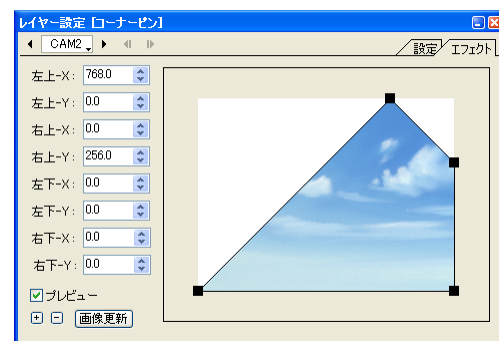 レイヤー設定 [コーナーピン]
CAM2
設定 エフェクト
左上-X: 768.0
左上-Y: 0.0
右上-X: 0.0
右上-Y: 256.0
左下-X: 0.0
左下-Y: 0.0
右下-X: 0.0
右下-Y: 0.0
プレビュー
画像更新